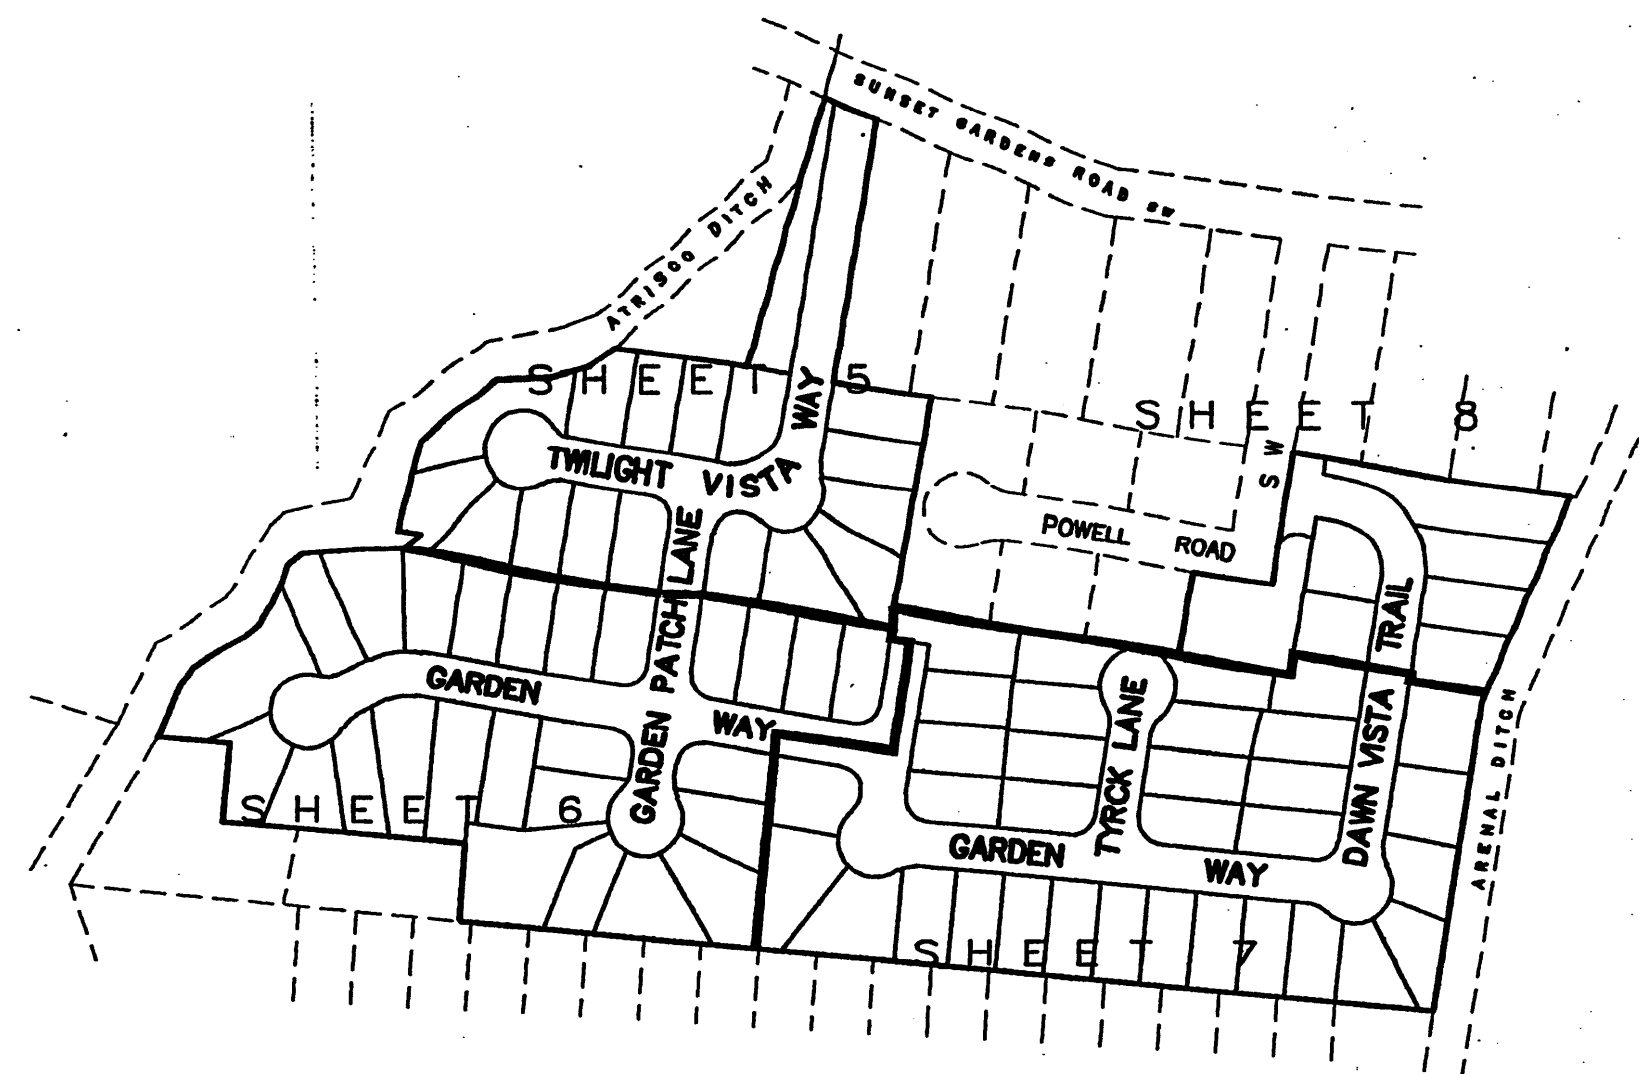 SUNSET GARDENS ROAD SW
ATRISCO DITCH
SHEET 5
TWILIGHT VISTA WAY
SHEET 8
SW
POWELL ROAD
GARDEN PATCH LANE
TRAIL
GARDEN WAY
SHEET 6
TYRCK LANE
DAWN VISTA
ARENAL DITCH
GARDEN WAY
SHEET 7